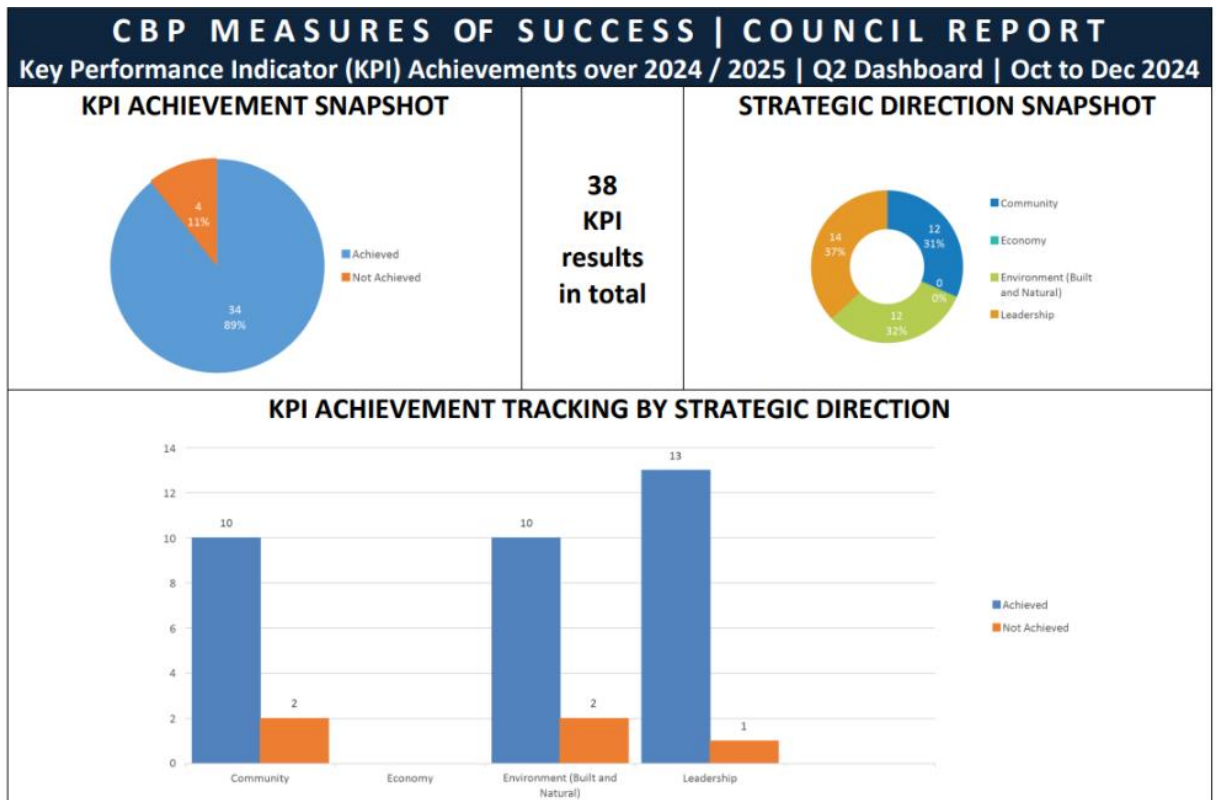 CBP MEASURES OF SUCCESS | COUNCIL REPORT
Key Performance Indicator (KPI) Achievements over 2024 / 2025 | Q2 Dashboard | Oct to Dec 2024
KPI ACHIEVEMENT SNAPSHOT
4
11%
34
89%
Achieved
Not Achieved
38
KPI
results
in total
STRATEGIC DIRECTION SNAPSHOT
12
31%
0
0%
12
32%
14
37%
Community
Economy
Environment (Built
and Natural)
Leadership
KPI ACHIEVEMENT TRACKING BY STRATEGIC DIRECTION
14
12
10
8
6
4
2
0
10
2
10
2
13
1
Community
Economy
Environment (Built and
Natural)
Leadership
Achieved
Not Achieved